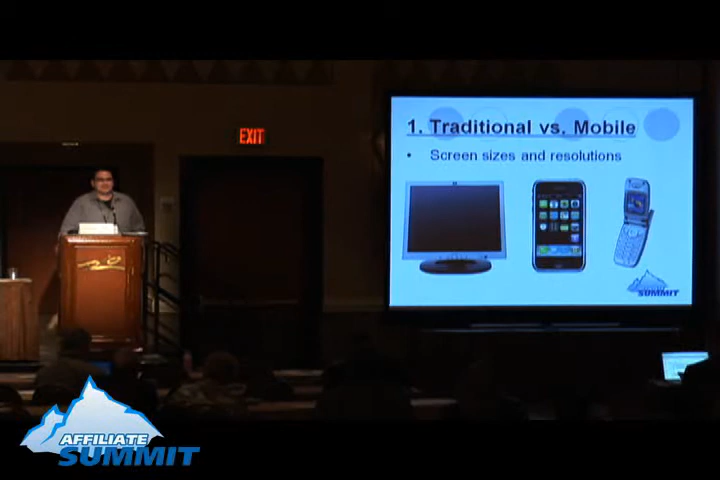 EXIT
1. Traditional vs. Mobile
• Screen sizes and resolutions
SUMMIT
AFFILIATE
SUMMIT